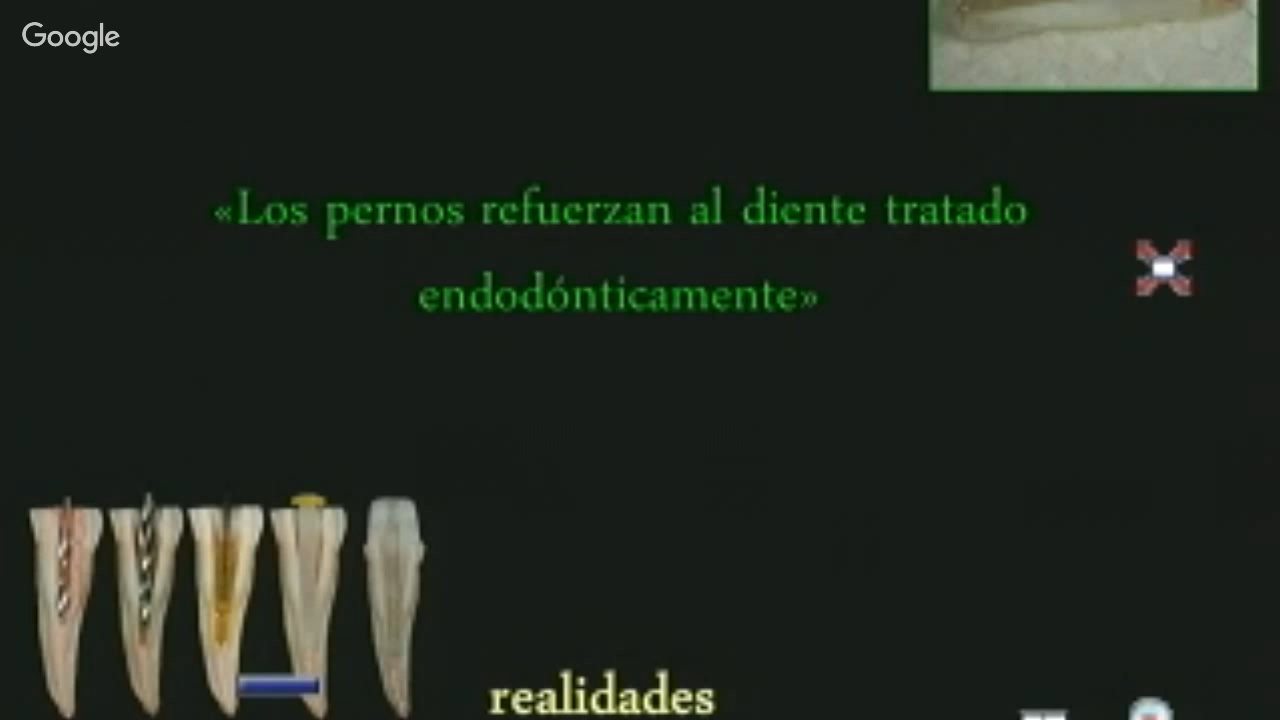 Google
«Los pernos refuerzan al diente tratado
endodónticamente»
realidades